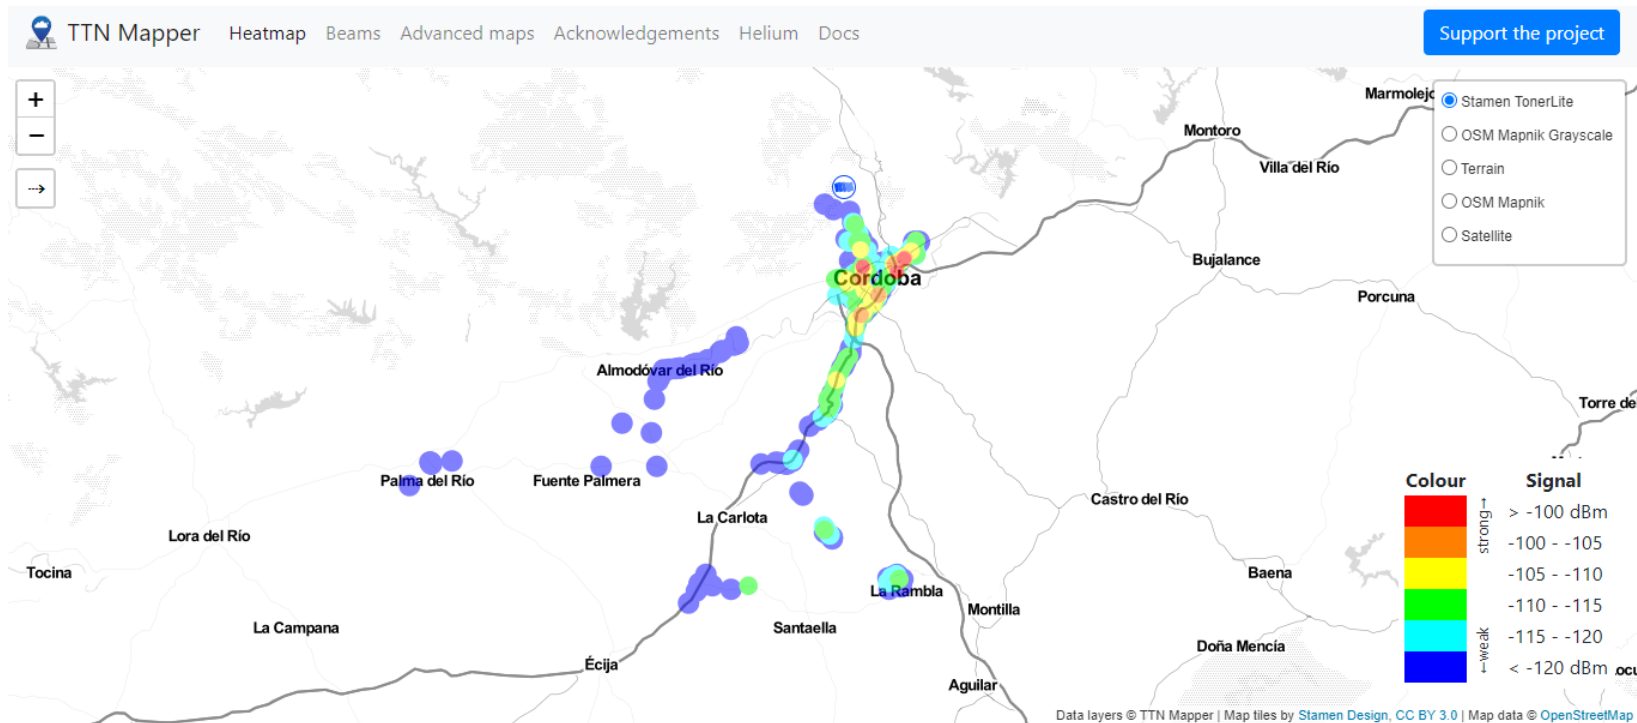 TTN Mapper Heatmap Beams Advanced maps Acknowledgements Helium Docs Support the project
+
−
Marmolejo
Stamen TonerLite
OSM Mapnik Grayscale
Terrain
OSM Mapnik
Satellite
Montoro
Villa del Río
Bujalance
Cordoba
Porcuna
Almodóvar del Río
Torre de
Palma del Río
Fuente Palmera
Castro del Río
La Carlota
Lora del Río
Tocina
Baena
La Rambla
Montilla
La Campana
Santaella
Doña Mencía
Écija
Aguilar
Colour Signal
strong→
←weak
> -100 dBm
-100 - -105
-105 - -110
-110 - -115
-115 - -120
< -120 dBm
Data layers © TTN Mapper | Map tiles by Stamen Design, CC BY 3.0 | Map data © OpenStreetMap